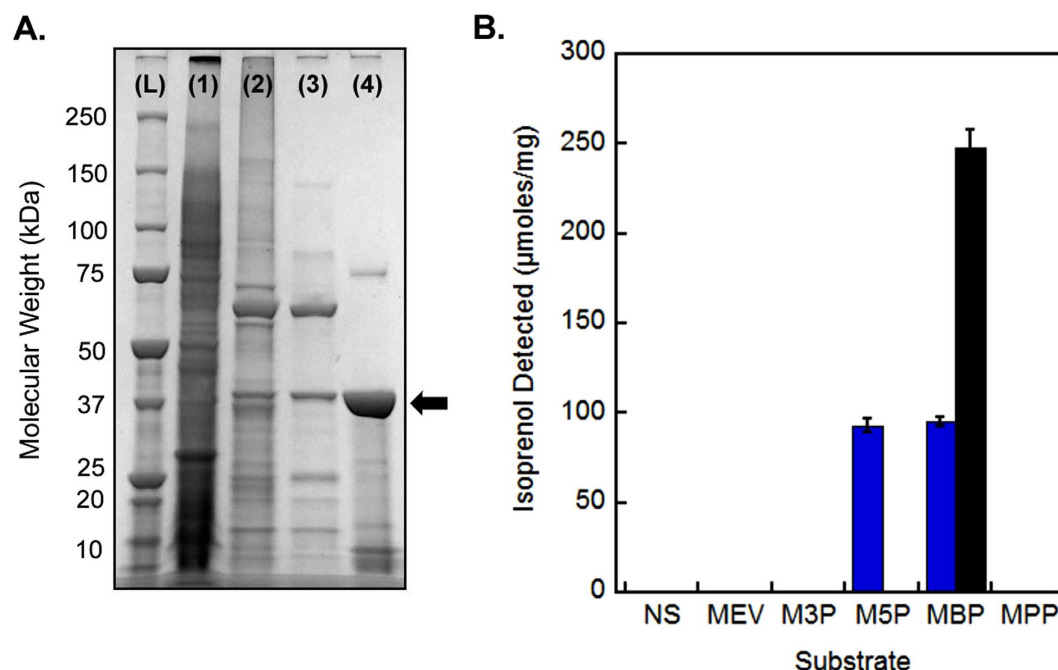 A.
(L) (1) (2) (3) (4)
Molecular Weight (kDa)
250
150
100
75
50
37
25
20
10
B.
Isoprenol Detected (µmoles/mg)
300
250
200
150
100
50
0
NS MEV M3P M5P MBP MPP
Substrate